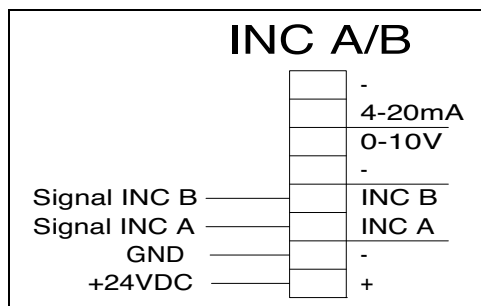 INC A/B
-
4-20mA
0-10V
-
Signal INC B INC B
Signal INC A INC A
GND -
+24VDC +